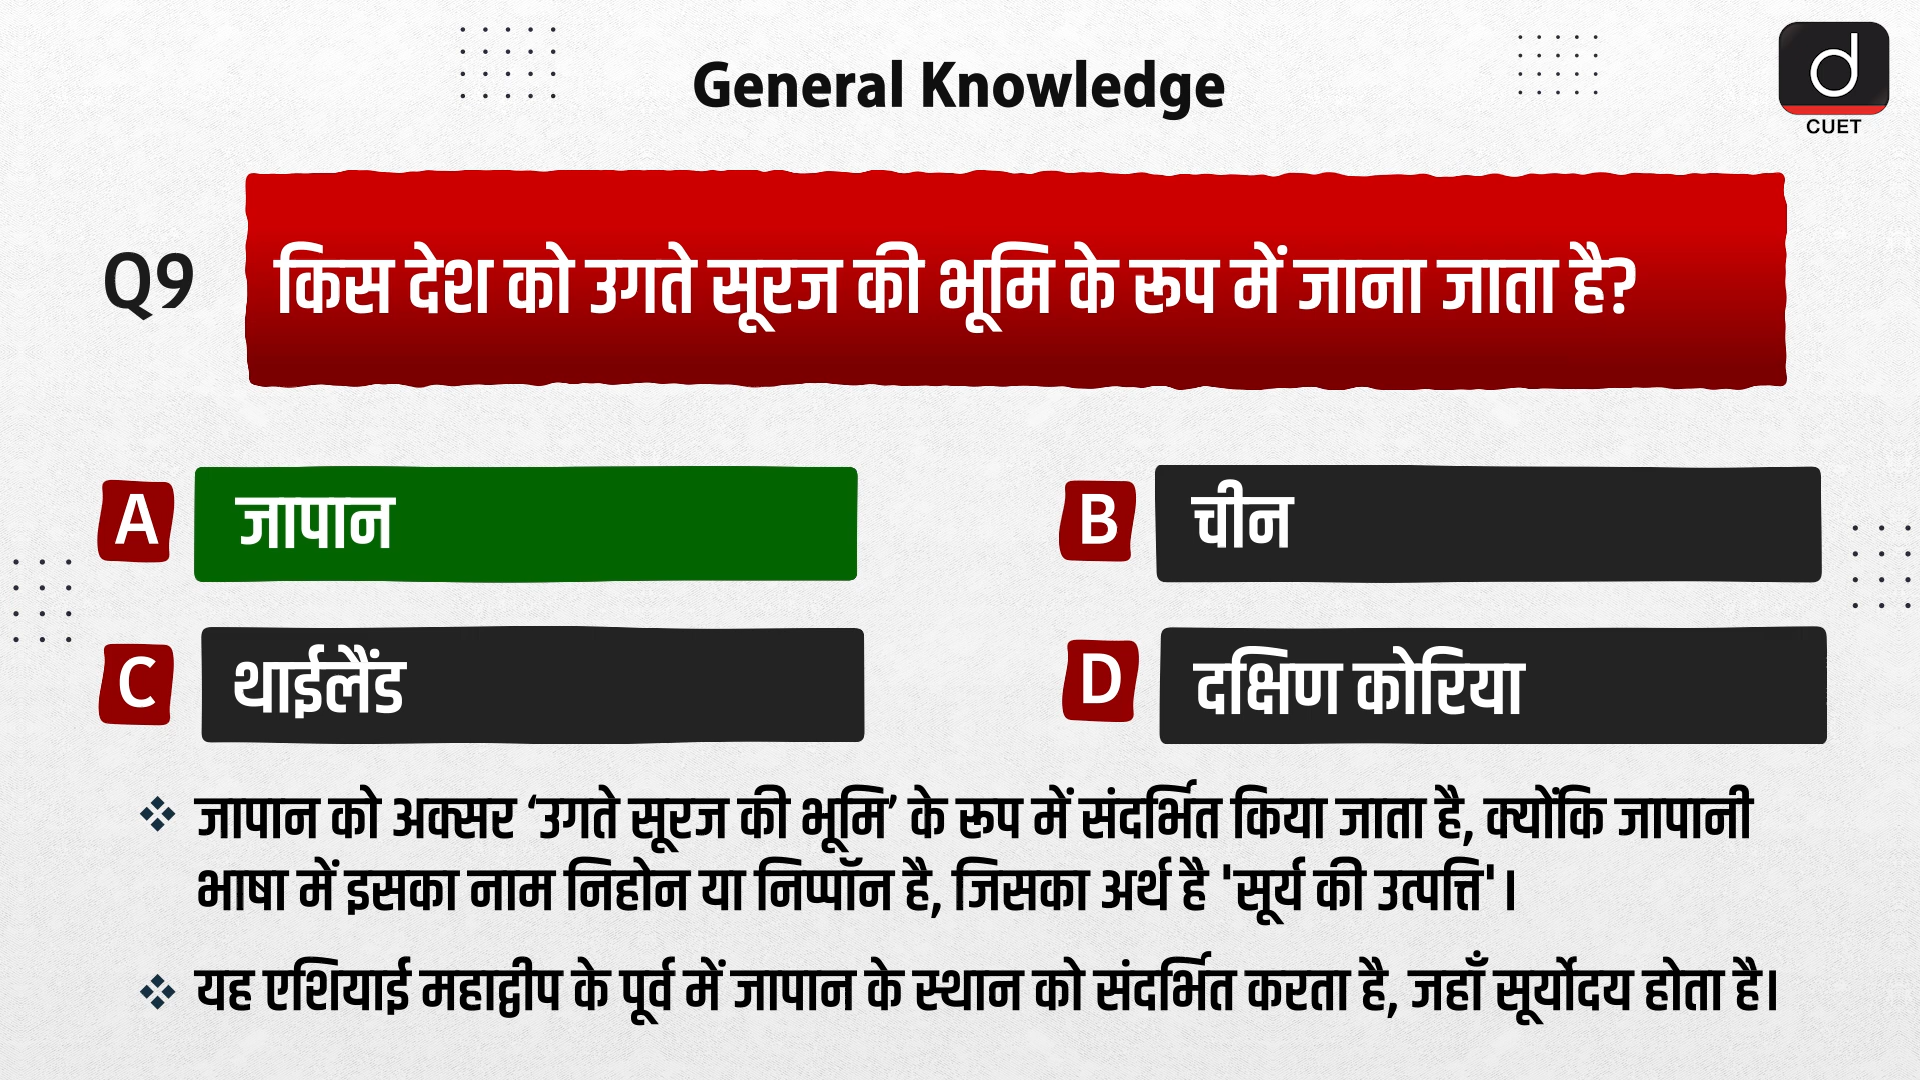 General Knowledge
d
CUET
Q9
किस देश को उगते सूरज की भूमि के रूप में जाना जाता है?
A जापान
B चीन
C थाईलैंड
D दक्षिण कोरिया
जापान को अक्सर ‘उगते सूरज की भूमि’ के रूप में संदर्भित किया जाता है, क्योंकि जापानी
भाषा में इसका नाम निहोन या निप्पॉन है, जिसका अर्थ है 'सूर्य की उत्पत्ति'।
यह एशियाई महाद्वीप के पूर्व में जापान के स्थान को संदर्भित करता है, जहाँ सूर्योदय होता है।